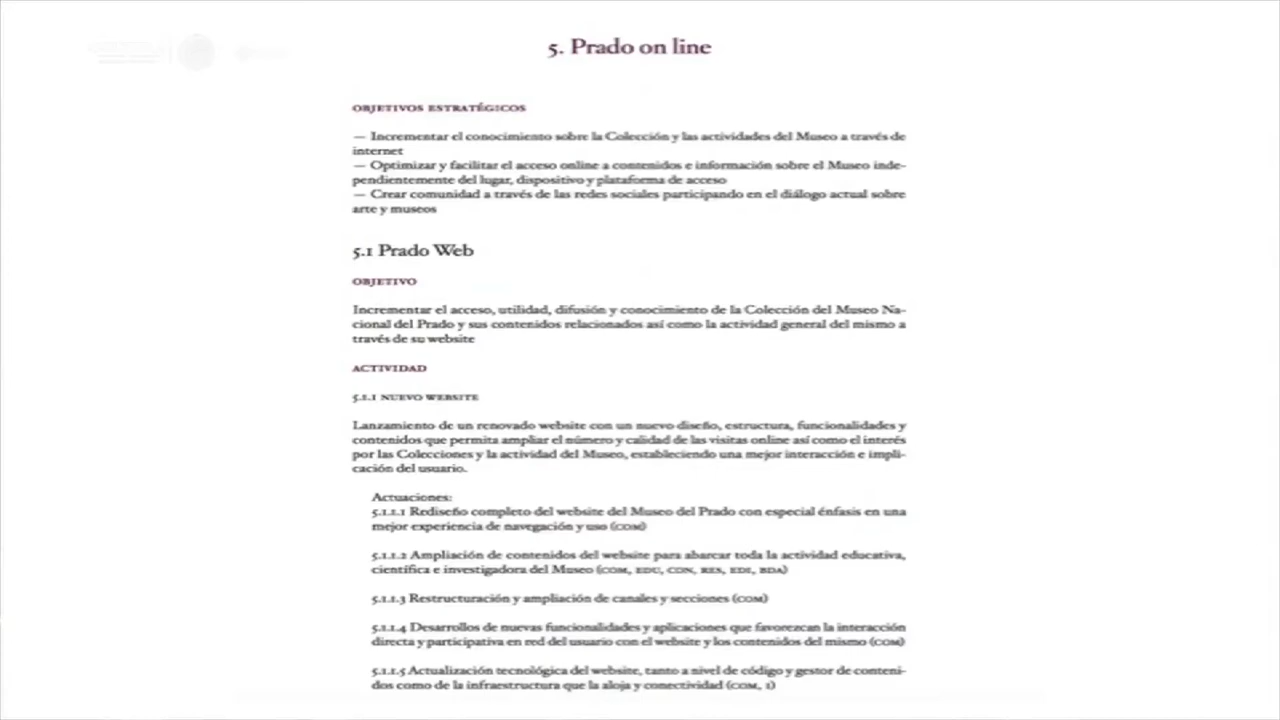 5. Prado on line
OBJETIVOS ESTRATÉGICOS
— Incrementar el conocimiento sobre la Colección y las actividades del Museo a través de
internet
— Optimizar y facilitar el acceso online a contenidos e información sobre el Museo inde-
pendientemente del lugar, dispositivo y plataforma de acceso
— Crear comunidad a través de las redes sociales participando en el diálogo actual sobre
arte y museos
5.1 Prado Web
OBJETIVO
Incrementar el acceso, utilidad, difusión y conocimiento de la Colección del Museo Na-
cional del Prado y sus contenidos relacionados así como la actividad general del mismo a
través de su website
ACTIVIDAD
5.1.1 NUEVO WEBSITE
Lanzamiento de un renovado website con un nuevo diseño, estructura, funcionalidades y
contenidos que permita ampliar el número y calidad de las visitas online así como el interés
por las Colecciones y la actividad del Museo, estableciendo una mejor interacción e impli-
cación del usuario.
Actuaciones:
5.1.1.1 Rediseño completo del website del Museo del Prado con especial énfasis en una
mejor experiencia de navegación y uso (COM)
5.1.1.2 Ampliación de contenidos del website para abarcar toda la actividad educativa,
científica e investigadora del Museo (COM, EDU, CON, RES, EDI, BDA)
5.1.1.3 Restructuración y ampliación de canales y secciones (COM)
5.1.1.4 Desarrollos de nuevas funcionalidades y aplicaciones que favorezcan la interacción
directa y participativa en red del usuario con el website y los contenidos del mismo (COM)
5.1.1.5 Actualización tecnológica del website, tanto a nivel de código y gestor de conteni-
dos como de la infraestructura que la aloja y conectividad (COM, I)